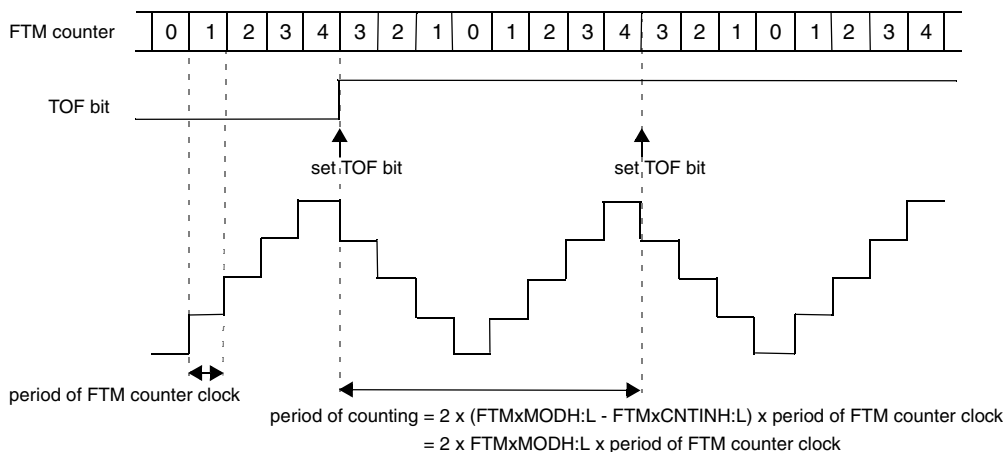 FTM counter 0 1 2 3 4 3 2 1 0 1 2 3 4 3 2 1 0 1 2 3 4
TOF bit
set TOF bit set TOF bit
period of FTM counter clock
period of counting = 2 x (FTMxMODH:L - FTMxCNTINH:L) x period of FTM counter clock
= 2 x FTMxMODH:L x period of FTM counter clock